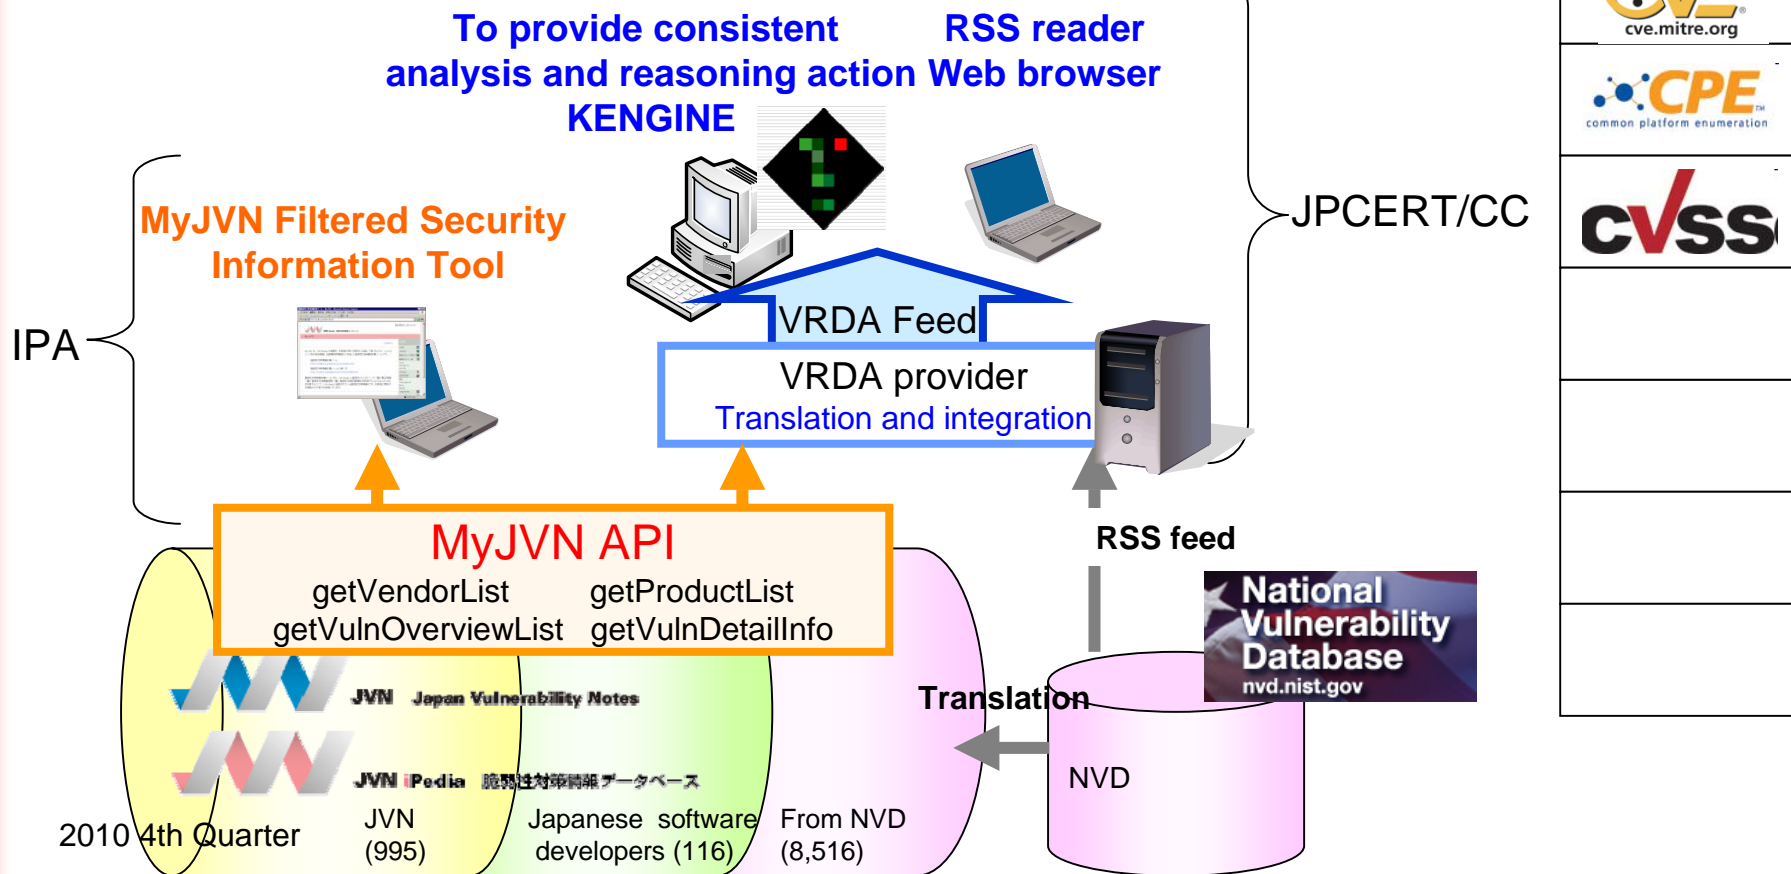 To provide consistent
analysis and reasoning action
KENGINE
RSS reader
Web browser
cve.mitre.org
CPE
common platform enumeration
CVSS
JPCERT/CC
MyJVN Filtered Security
Information Tool
IPA
VRDA Feed
VRDA provider
Translation and integration
MyJVN API
getVendorList getProductList
getVulnOverviewList getVulnDetailInfo
RSS feed
National
Vulnerability
Database
nvd.nist.gov
JVN Japan Vulnerability Notes
Translation
NVD
JVN iPedia 脆弱性対策情報データベース
2010 4th Quarter
JVN
(995)
Japanese software
developers (116)
From NVD
(8,516)